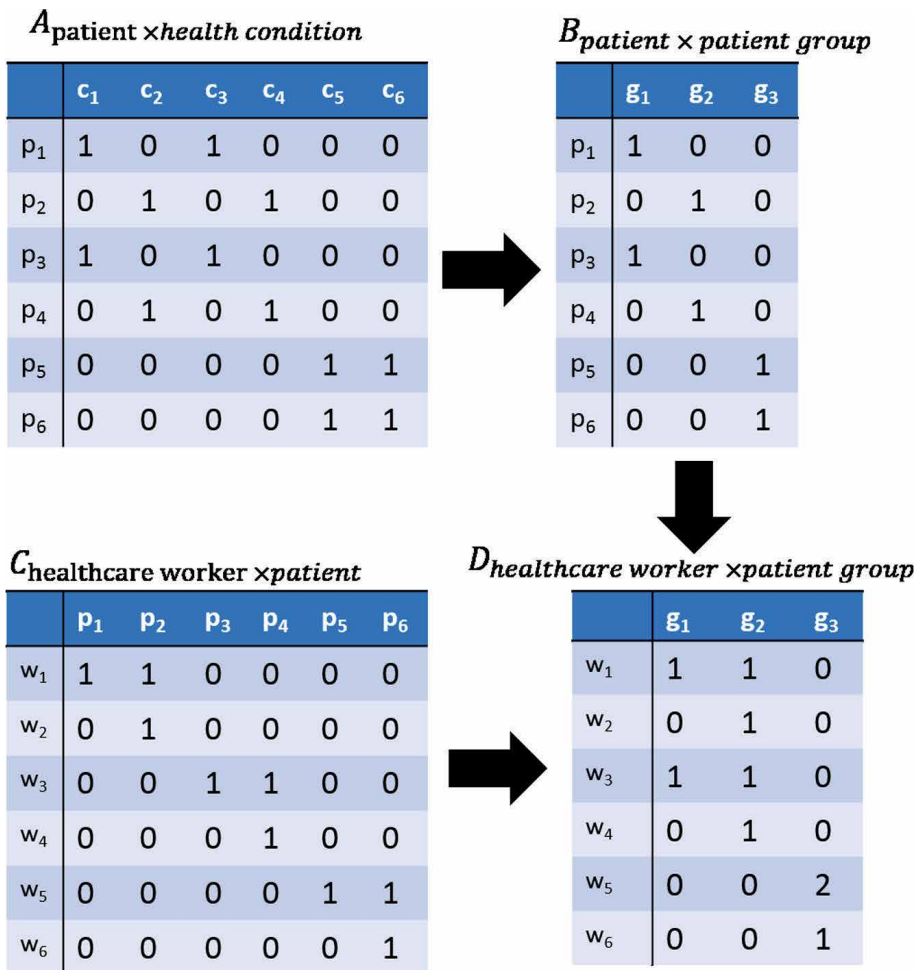 A patient ×health condition
c1 c2 c3 c4 c5 c6
p1 1 0 1 0 0 0
p2 0 1 0 1 0 0
p3 1 0 1 0 0 0
p4 0 1 0 1 0 0
p5 0 0 0 0 1 1
p6 0 0 0 0 1 1
B patient × patient group
g1 g2 g3
p1 1 0 0
p2 0 1 0
p3 1 0 0
p4 0 1 0
p5 0 0 1
p6 0 0 1
C healthcare worker ×patient
p1 p2 p3 p4 p5 p6
w1 1 1 0 0 0 0
w2 0 1 0 0 0 0
w3 0 0 1 1 0 0
w4 0 0 0 1 0 0
w5 0 0 0 0 1 1
w6 0 0 0 0 0 1
D healthcare worker ×patient group
g1 g2 g3
w1 1 1 0
w2 0 1 0
w3 1 1 0
w4 0 1 0
w5 0 0 2
w6 0 0 1